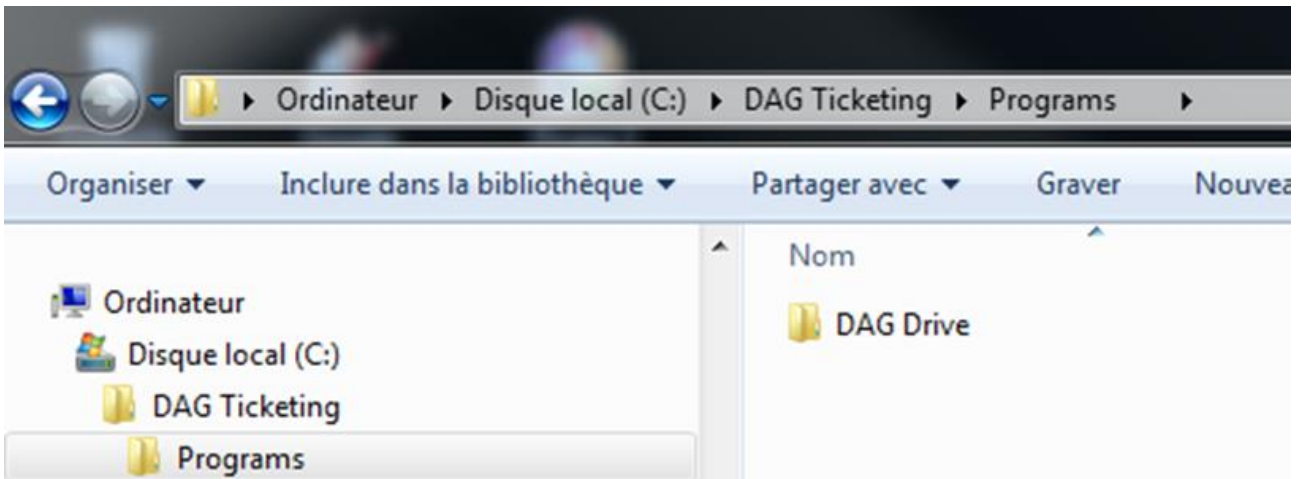 Ordinateur Disque local (C:) DAG Ticketing Programs
Organiser Inclure dans la bibliothèque Partager avec Graver Nouvea
Nom
Ordinateur
DAG Drive
Disque local (C:)
DAG Ticketing
Programs